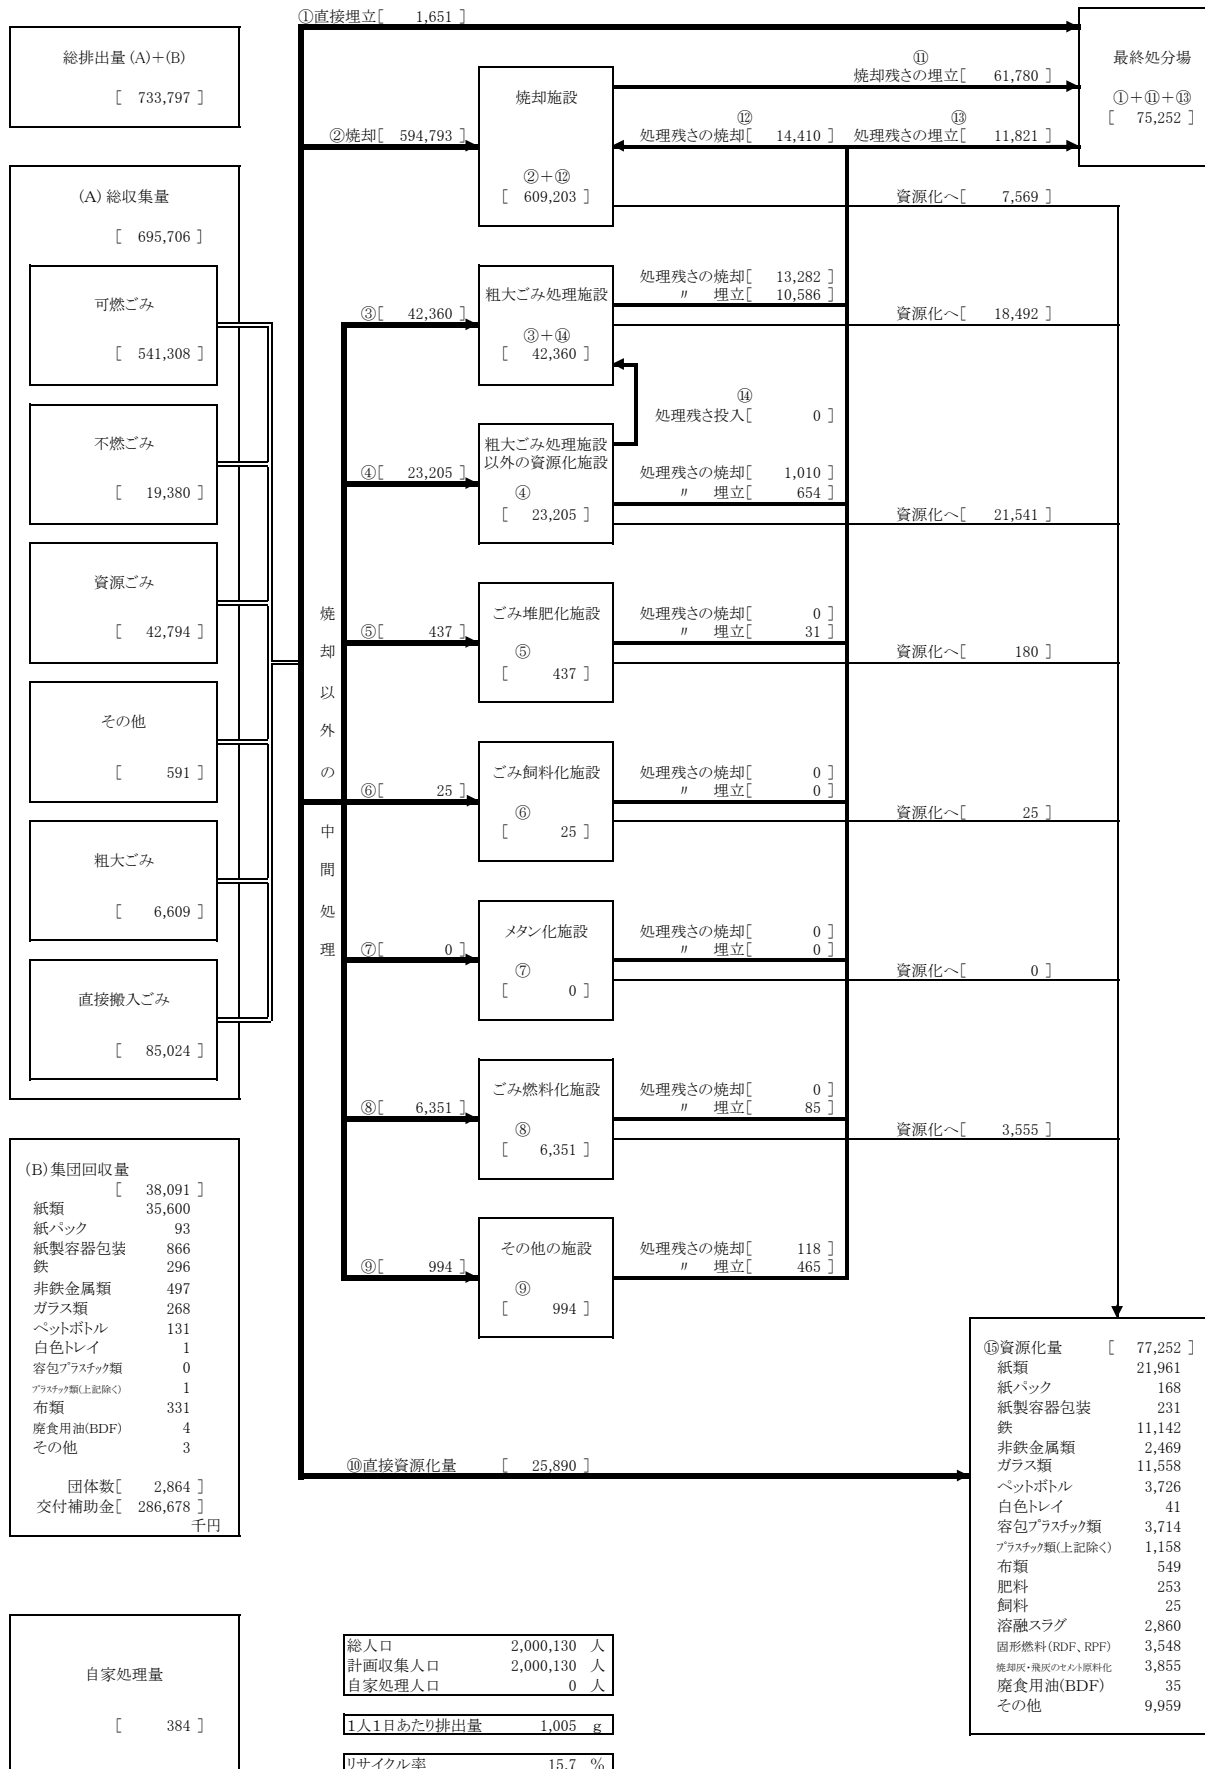 ①直接埋立[ 1,651 ]
総排出量 (A)+(B)
[ 733,797 ]
焼却施設
⑪
焼却残さの埋立[ 61,780 ]
最終処分場
①+⑪+⑬
[ 75,252 ]
②焼却[ 594,793 ]
⑫
処理残さの焼却[ 14,410 ]
⑬
処理残さの埋立[ 11,821 ]
②+⑫
[ 609,203 ]
資源化へ[ 7,569 ]
(A) 総収集量
[ 695,706 ]
可燃ごみ
[ 541,308 ]
不燃ごみ
[ 19,380 ]
資源ごみ
[ 42,794 ]
その他
[ 591 ]
粗大ごみ
[ 6,609 ]
直接搬入ごみ
[ 85,024 ]
焼却以外の中間処理
③[ 42,360 ]
粗大ごみ処理施設
③+⑭
[ 42,360 ]
処理残さの焼却[ 13,282 ]
〃 埋立[ 10,586 ]
資源化へ[ 18,492 ]
⑭
処理残さ投入[ 0 ]
④[ 23,205 ]
粗大ごみ処理施設
以外の資源化施設
④
[ 23,205 ]
処理残さの焼却[ 1,010 ]
〃 埋立[ 654 ]
資源化へ[ 21,541 ]
⑤[ 437 ]
ごみ堆肥化施設
⑤
[ 437 ]
処理残さの焼却[ 0 ]
〃 埋立[ 31 ]
資源化へ[ 180 ]
⑥[ 25 ]
ごみ飼料化施設
⑥
[ 25 ]
処理残さの焼却[ 0 ]
〃 埋立[ 0 ]
資源化へ[ 25 ]
⑦[ 0 ]
メタン化施設
⑦
[ 0 ]
処理残さの焼却[ 0 ]
〃 埋立[ 0 ]
資源化へ[ 0 ]
⑧[ 6,351 ]
ごみ燃料化施設
⑧
[ 6,351 ]
処理残さの焼却[ 0 ]
〃 埋立[ 85 ]
資源化へ[ 3,555 ]
⑨[ 994 ]
その他の施設
⑨
[ 994 ]
処理残さの焼却[ 118 ]
〃 埋立[ 465 ]
(B)集団回収量
[ 38,091 ]
紙類 35,600
紙パック 93
紙製容器包装 866
鉄 296
非鉄金属類 497
ガラス類 268
ペットボトル 131
白色トレイ 1
容包プラスチック類 0
プラスチック類(上記除く) 1
布類 331
廃食用油(BDF) 4
その他 3
団体数[ 2,864 ]
交付補助金[ 286,678 ]
千円
⑩直接資源化量 [ 25,890 ]
⑮資源化量 [ 77,252 ]
紙類 21,961
紙パック 168
紙製容器包装 231
鉄 11,142
非鉄金属類 2,469
ガラス類 11,558
ペットボトル 3,726
白色トレイ 41
容包プラスチック類 3,714
プラスチック類(上記除く) 1,158
布類 549
肥料 253
飼料 25
溶融スラグ 2,860
固形燃料(RDF、RPF) 3,548
焼却灰・飛灰のセメント原料化 3,855
廃食用油(BDF) 35
その他 9,959
自家処理量
[ 384 ]
総人口 2,000,130 人
計画収集人口 2,000,130 人
自家処理人口 0 人
1人1日あたり排出量 1,005 g
リサイクル率 15.7 %